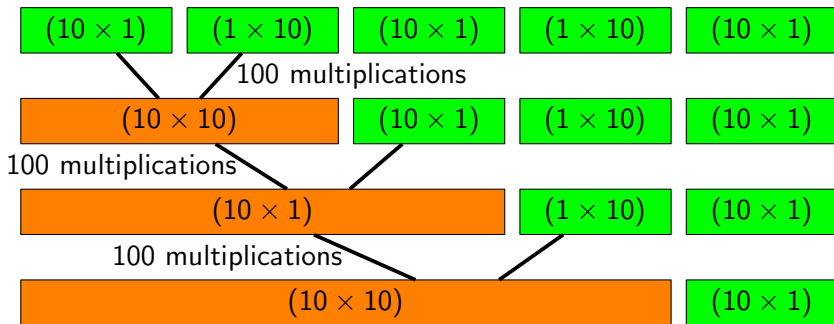 (10 × 1) (1 × 10) (10 × 1) (1 × 10) (10 × 1)
100 multiplications
(10 × 10) (10 × 1) (1 × 10) (10 × 1)
100 multiplications
(10 × 1) (1 × 10) (10 × 1)
100 multiplications
(10 × 10) (10 × 1)